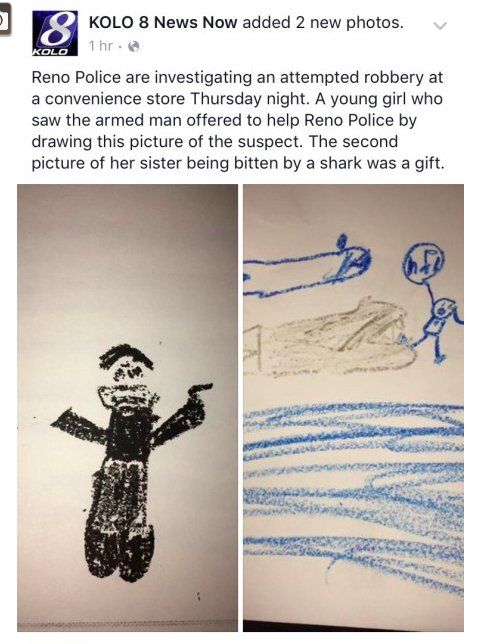 8
KOLO
KOLO 8 News Now added 2 new photos.
1 hr ·
Reno Police are investigating an attempted robbery at
a convenience store Thursday night. A young girl who
saw the armed man offered to help Reno Police by
drawing this picture of the suspect. The second
picture of her sister being bitten by a shark was a gift.